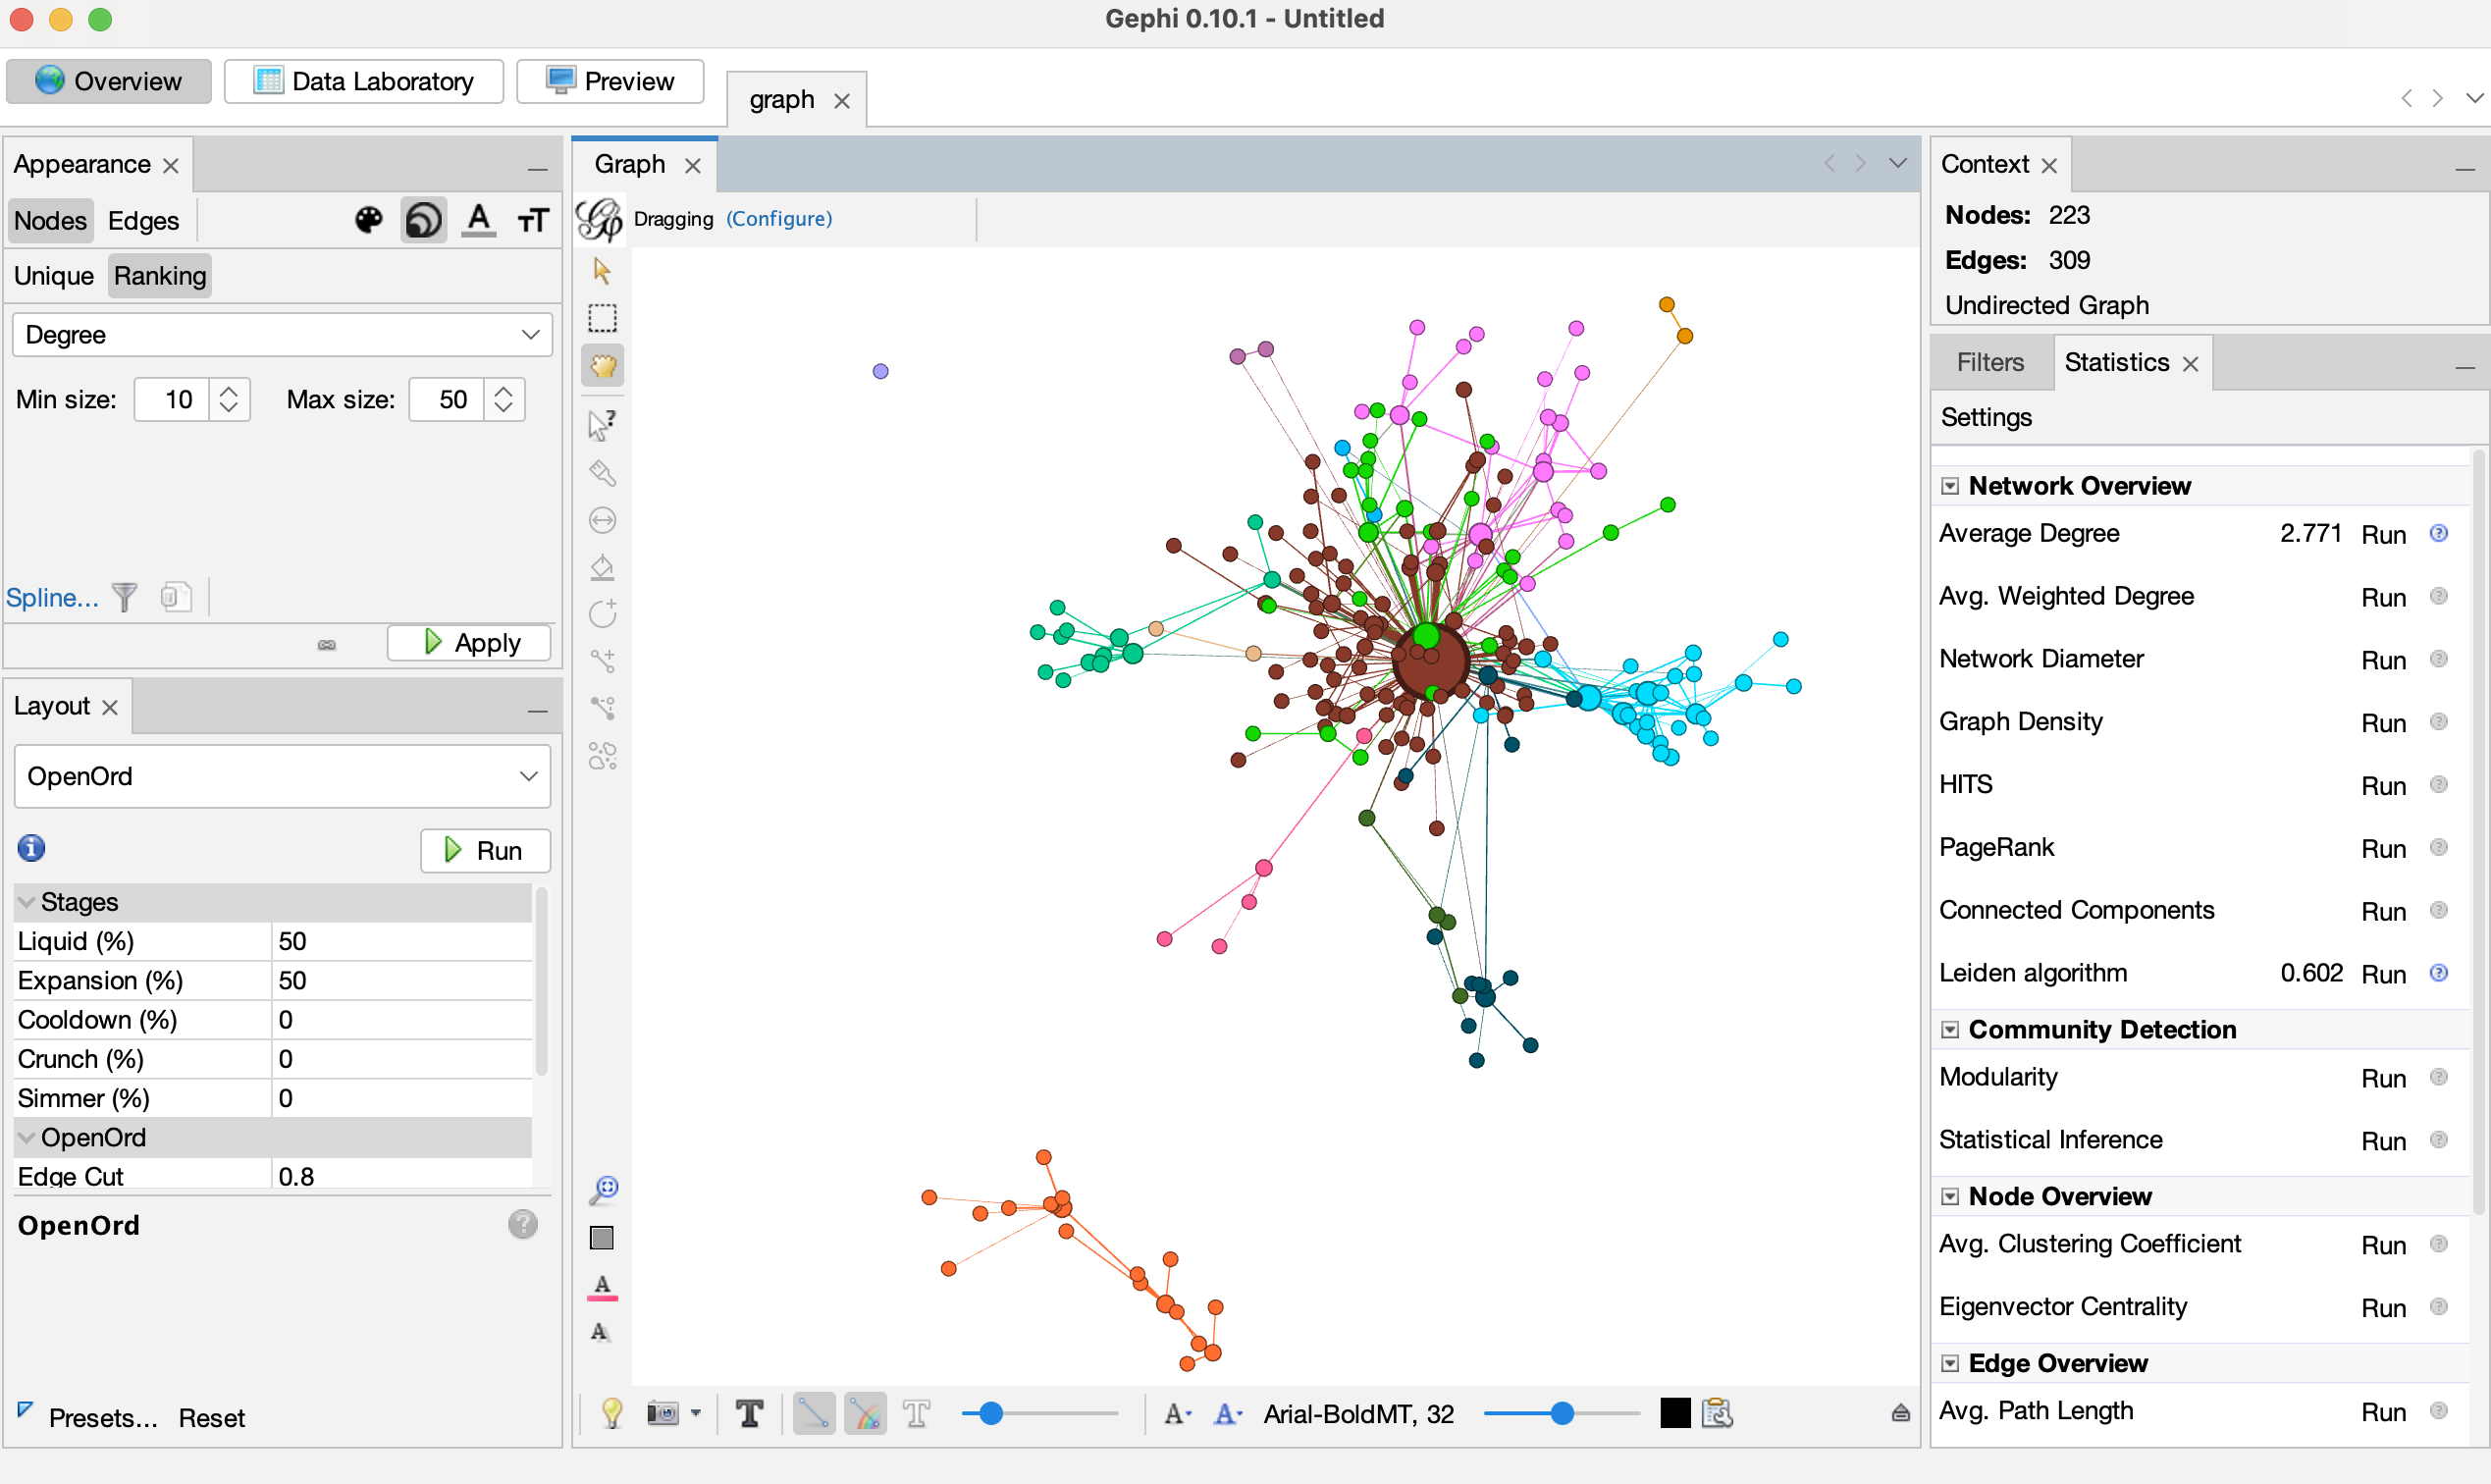 Gephi 0.10.1 - Untitled
Overview
Data Laboratory
Preview
graph
Appearance
Nodes Edges
Unique Ranking
Degree
Min size: 10 Max size: 50
Spline...
Apply
Layout
OpenOrd
Run
Stages
Liquid (%) 50
Expansion (%) 50
Cooldown (%) 0
Crunch (%) 0
Simmer (%) 0
OpenOrd
Edge Cut 0.8
OpenOrd
Presets... Reset
Graph
Dragging (Configure)
Arial-BoldMT, 32
Context
Nodes: 223
Edges: 309
Undirected Graph
Filters Statistics
Settings
Network Overview
Average Degree 2.771 Run
Avg. Weighted Degree Run
Network Diameter Run
Graph Density Run
HITS Run
PageRank Run
Connected Components Run
Leiden algorithm 0.602 Run
Community Detection
Modularity Run
Statistical Inference Run
Node Overview
Avg. Clustering Coefficient Run
Eigenvector Centrality Run
Edge Overview
Avg. Path Length Run